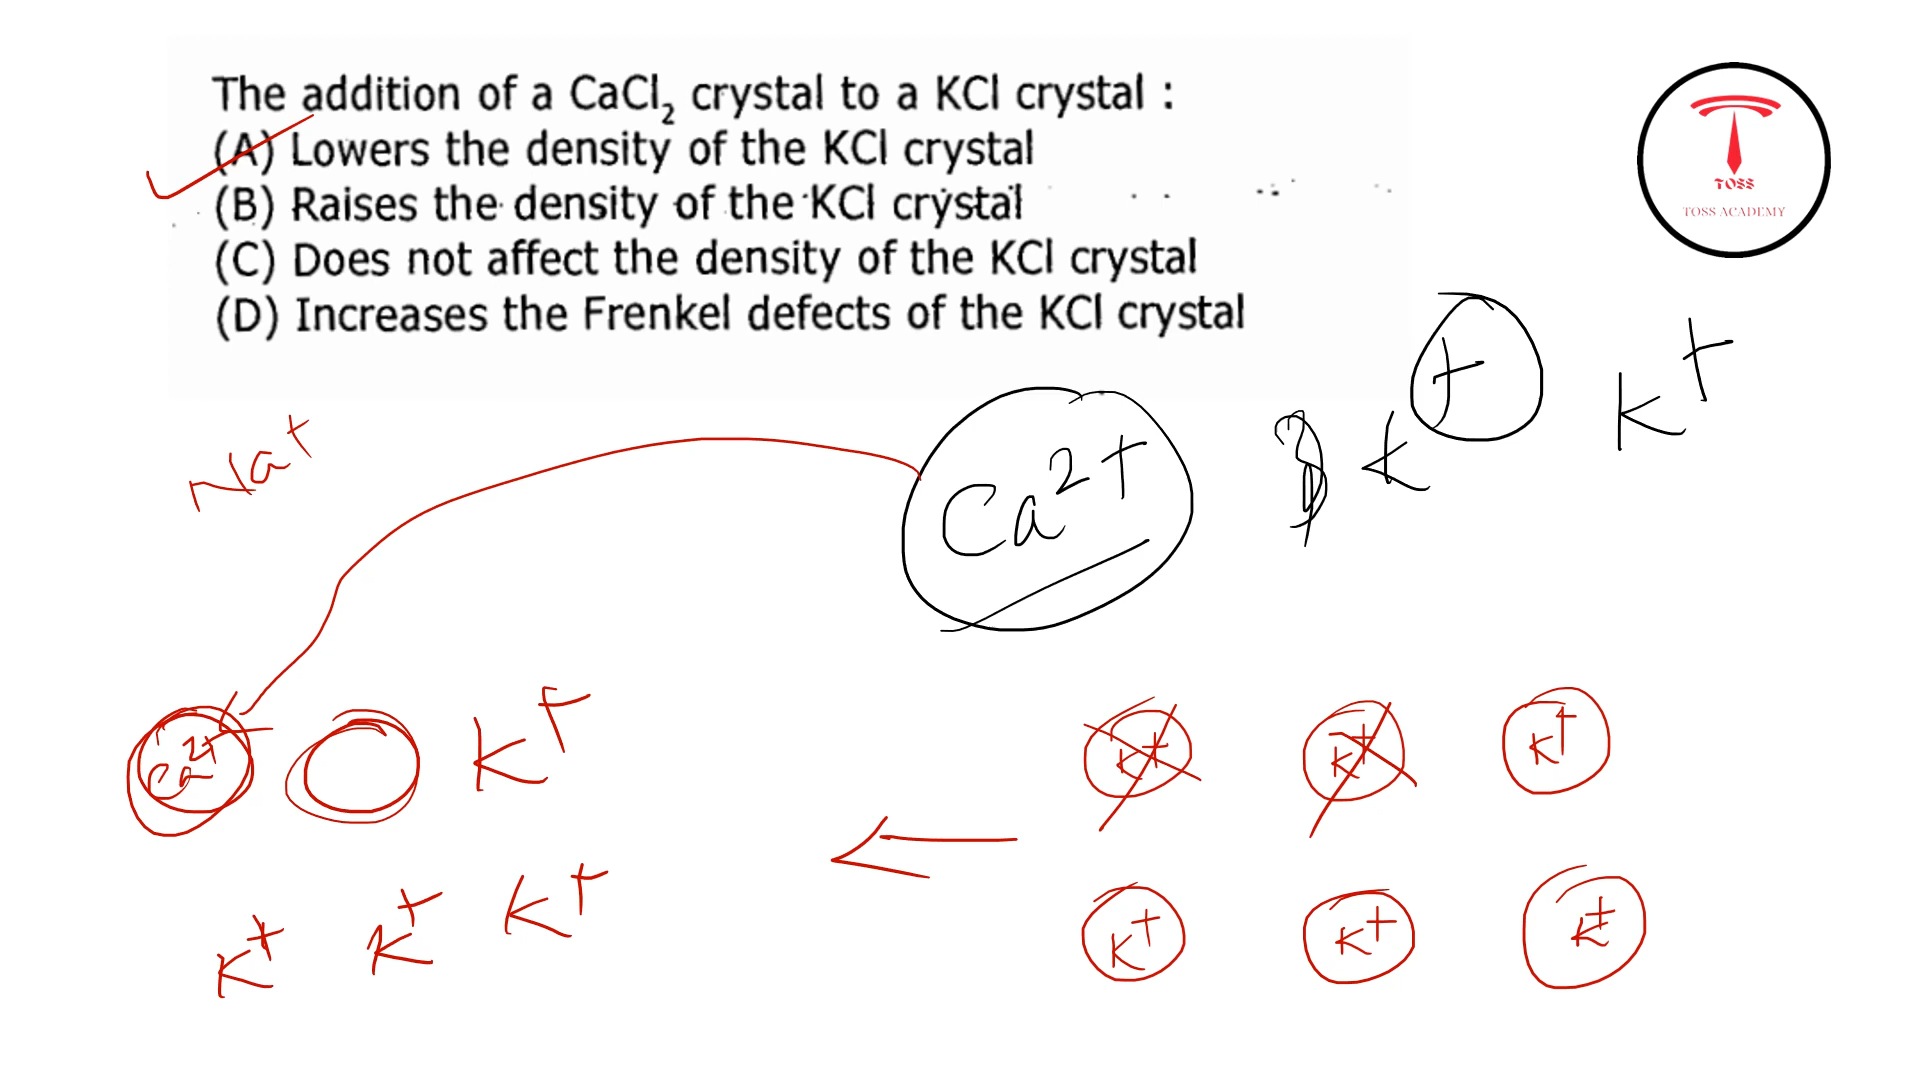 The addition of a CaCl₂ crystal to a KCl crystal :
(A) Lowers the density of the KCl crystal
(B) Raises the density of the KCl crystal
(C) Does not affect the density of the KCl crystal
(D) Increases the Frenkel defects of the KCl crystal
TOSS
TOSS ACADEMY
Na⁺
Ca²⁺ K⁺ K⁺
Ca²⁺ K⁺
K⁺ K⁺ K⁺
K⁺ K⁺ K⁺
K⁺ K⁺ K⁺